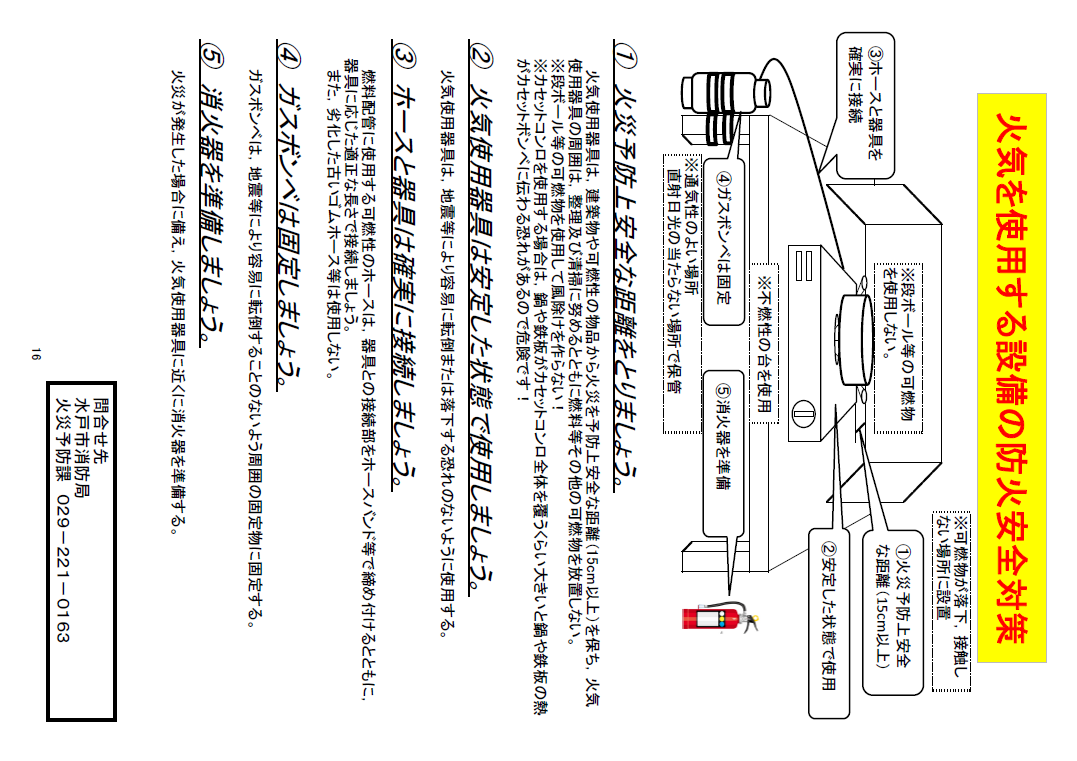 火気を使用する設備の防火安全対策
※可燃物が落下，接触し
ない場所に設置
③ホースと器具を
確実に接続
※段ボール等の可燃物
を使用しない。
①火災予防上安全
な距離（15cm以上）
②安定した状態で使用
※不燃性の台を使用
④ガスボンベは固定
⑤消火器を準備
※通気性のよい場所
直射日光の当たらない場所で保管
① 火災予防上安全な距離をとりましょう。
火気使用器具は，建築物や可燃性の物品から火災を予防上安全な距離（15cm以上）を保ち，火気
使用器具の周囲は，整理及び清掃に努めるとともに燃料等その他の可燃物を放置しない。
※段ボール等の可燃物を使用して風除けを作らない！
※カセットコンロを使用する場合は，鍋や鉄板がカセットコンロ全体を覆うくらい大きいと鍋や鉄板の熱
がカセットボンベに伝わる恐れがあるので危険です！
② 火気使用器具は安定した状態で使用しましょう。
火気使用器具は，地震等により容易に転倒または落下する恐れのないように使用する。
③ ホースと器具は確実に接続しましょう。
燃料配管に使用する可燃性のホースは，器具との接続部をホースバンド等で締め付けるとともに，
器具に応じた適正な長さで接続しましょう。
また，劣化した古いゴムホース等は使用しない。
④ ガスボンベは固定しましょう。
ガスボンベは，地震等により容易に転倒することのないよう周囲の固定物に固定する。
⑤ 消火器を準備しましょう。
火災が発生した場合に備え，火気使用器具に近くに消火器を準備する。
問合せ先
水戸市消防局
火災予防課 ０２９－２２１－０１６３
16